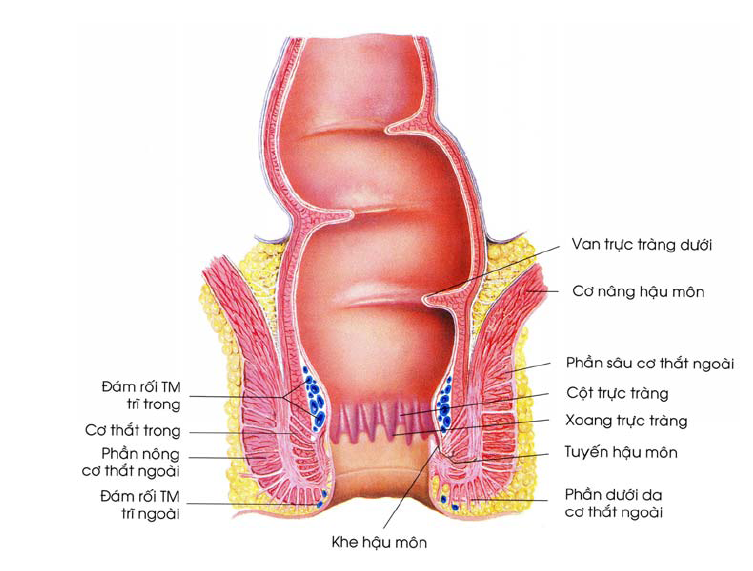 Van trực tràng dưới
Cơ nâng hậu môn
Phần sâu cơ thắt ngoài
Cột trực tràng
Xoang trực tràng
Tuyến hậu môn
Phần dưới da
cơ thắt ngoài
Đám rối TM
trĩ trong
Cơ thắt trong
Phần nông
cơ thắt ngoài
Đám rối TM
trĩ ngoài
Khe hậu môn